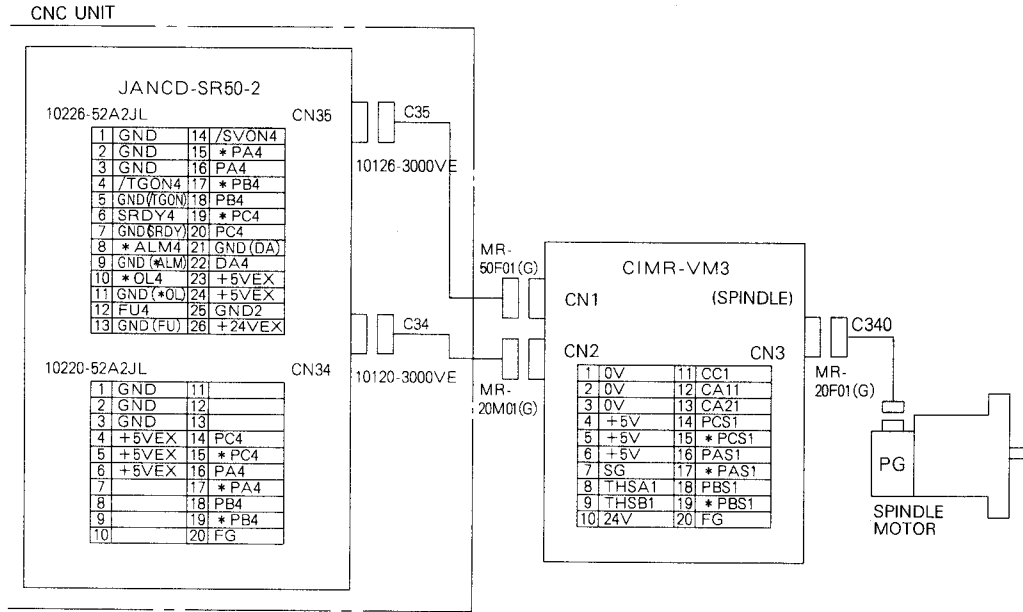 CNC UNIT
JANCD-SR50-2
10226-52A2JL CN35
1 GND 14 /SVON4
2 GND 15 *PA4
3 GND 16 PA4
4 /TGON4 17 *PB4
5 GND(/TGON) 18 PB4
6 SRDY4 19 *PC4
7 GND(SRDY) 20 PC4
8 *ALM4 21 GND(DA)
9 GND(*ALM) 22 DA4
10 *OL4 23 +5VEX
11 GND(*OL) 24 +5VEX
12 FU4 25 GND2
13 GND(FU) 26 +24VEX
C35
10126-3000VE
10220-52A2JL CN34
1 GND 11
2 GND 12
3 GND 13
4 +5VEX 14 PC4
5 +5VEX 15 *PC4
6 +5VEX 16 PA4
7 17 *PA4
8 18 PB4
9 19 *PB4
10 20 FG
C34
10120-3000VE
MR-
50F01(G)
MR-
20M01(G)
CIMR-VM3
CN1 (SPINDLE)
CN2 CN3
1 0V 11 CC1
2 0V 12 CA11
3 0V 13 CA21
4 +5V 14 PCS1
5 +5V 15 *PCS1
6 +5V 16 PAS1
7 SG 17 *PAS1
8 THSA1 18 PBS1
9 THSB1 19 *PBS1
10 24V 20 FG
C340
MR-
20F01(G)
PG
SPINDLE
MOTOR